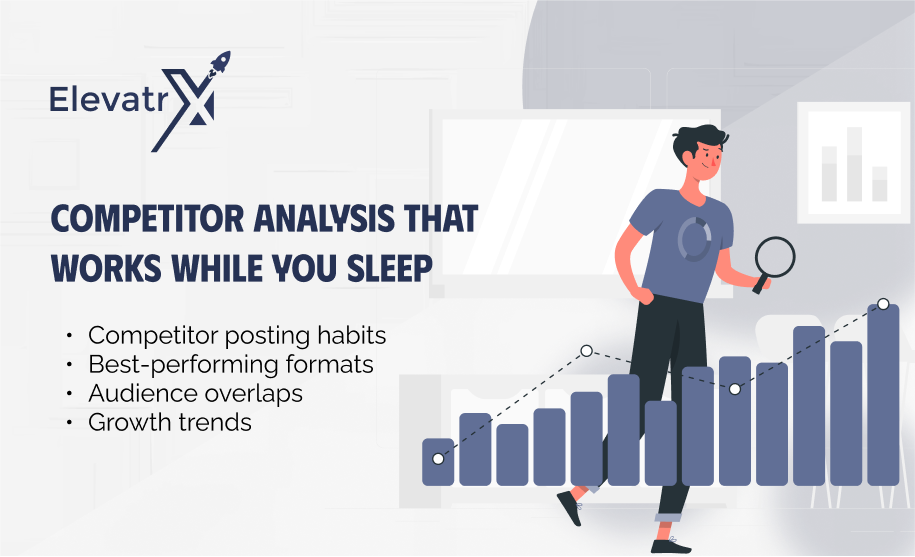 ElevatrX
COMPETITOR ANALYSIS THAT
WORKS WHILE YOU SLEEP
• Competitor posting habits
• Best-performing formats
• Audience overlaps
• Growth trends